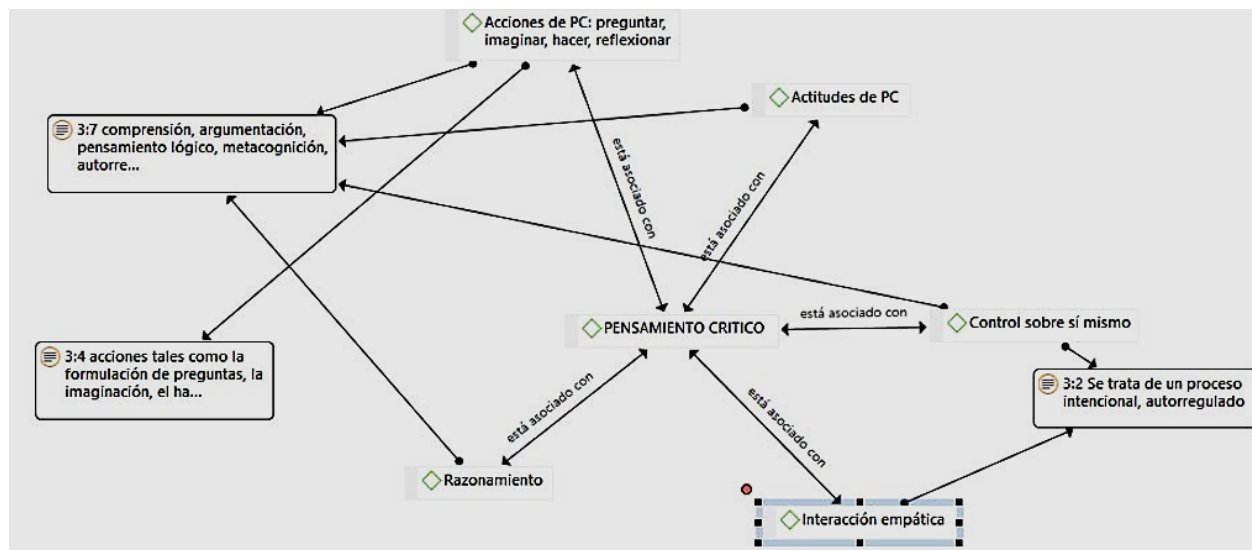 Acciones de PC: preguntar,
imaginar, hacer, reflexionar
Actitudes de PC
3:7 comprensión, argumentación,
pensamiento lógico, metacognición,
autorre...
está asociado con
está asociado con
PENSAMIENTO CRITICO
está asociado con
Control sobre sí mismo
3:4 acciones tales como la
formulación de preguntas, la
imaginación, el ha...
3:2 Se trata de un proceso
intencional, autorregulado
está asociado con
está asociado con
Razonamiento
Interacción empática